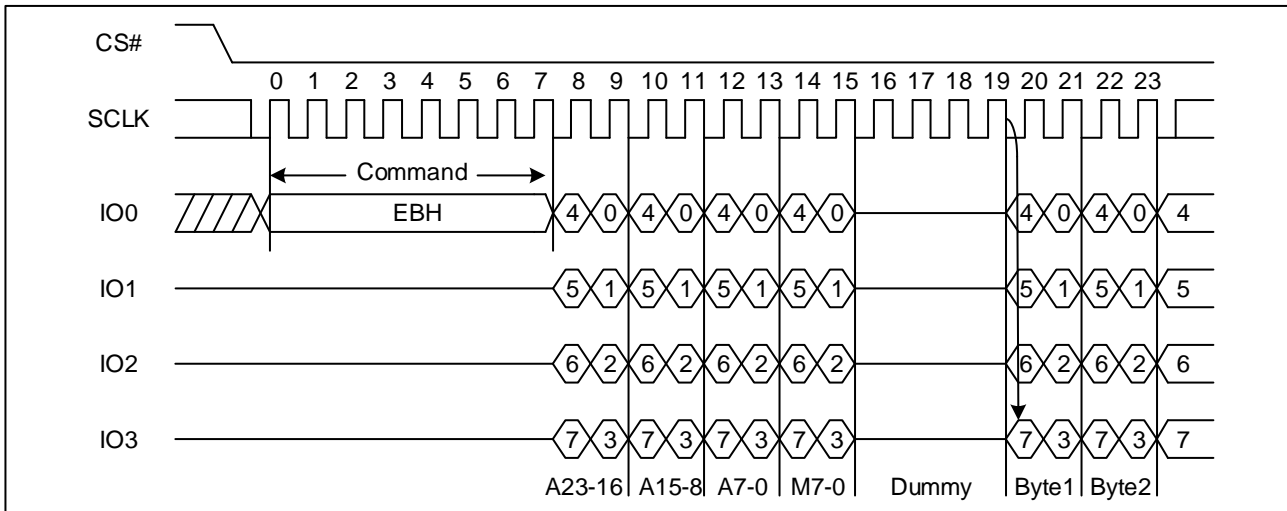 CS#
0 1 2 3 4 5 6 7 8 9 10 11 12 13 14 15 16 17 18 19 20 21 22 23
SCLK
Command
IO0 EBH 4 0 4 0 4 0 4 0 4 0 4 0 4
IO1 5 1 5 1 5 1 5 1 5 1 5 1 5
IO2 6 2 6 2 6 2 6 2 6 2 6 2 6
IO3 7 3 7 3 7 3 7 3 7 3 7 3 7
A23-16 A15-8 A7-0 M7-0 Dummy Byte1 Byte2